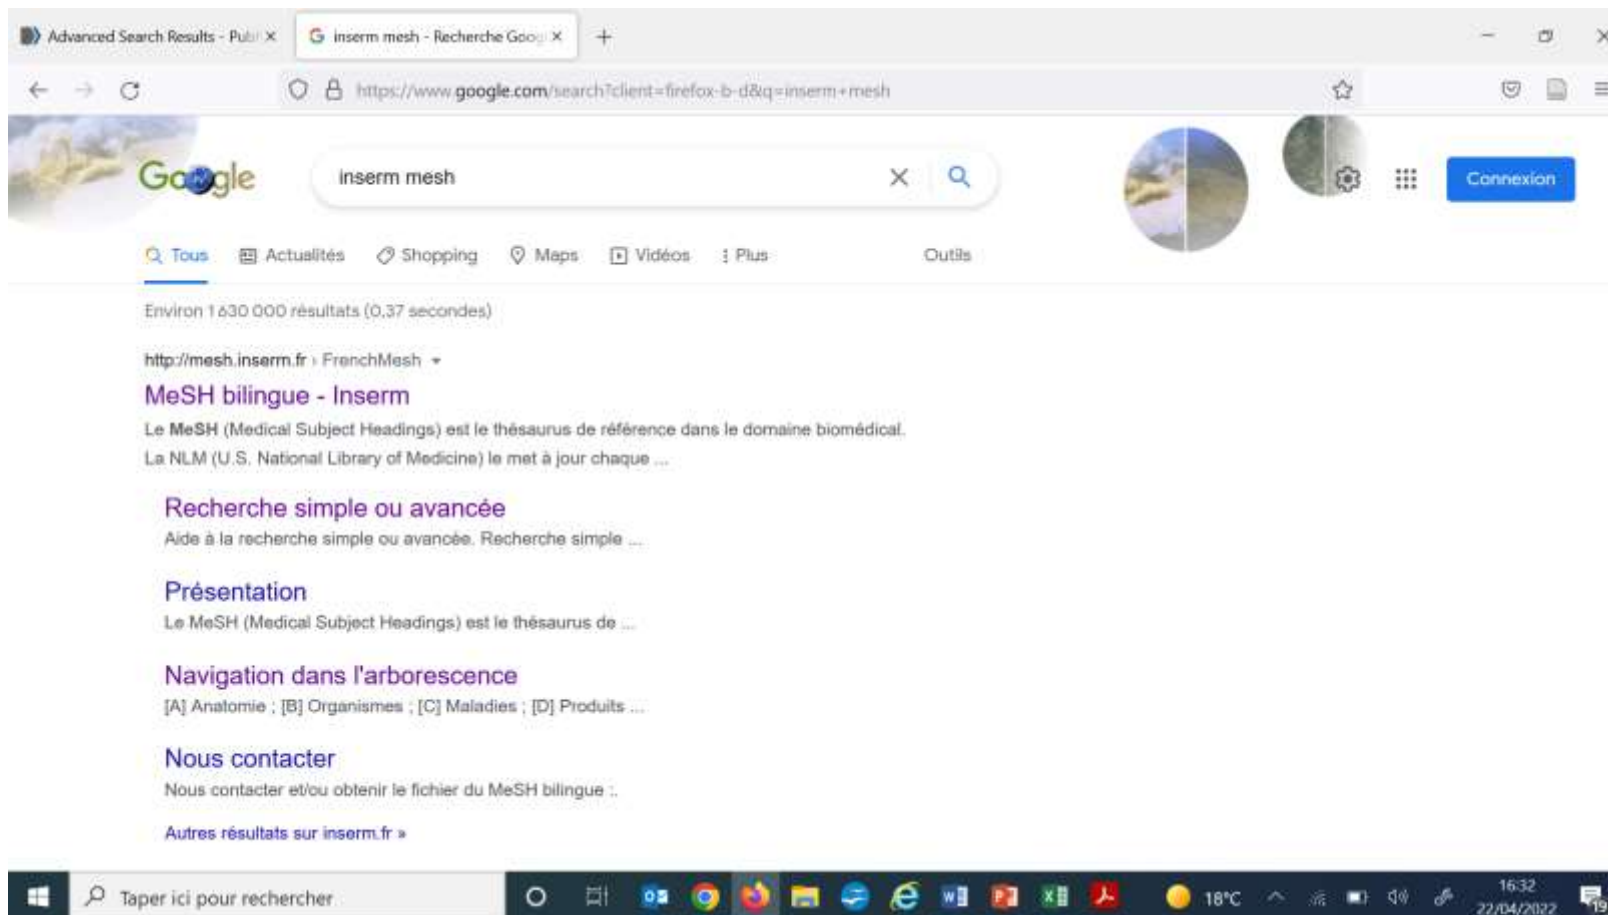 Advanced Search Results - Pub
inserm mesh - Recherche Goog
https://www.google.com/search?client=firefox-b-d&q=inserm+mesh
Google
inserm mesh
Connexion
Tous Actualités Shopping Maps Vidéos Plus Outils
Environ 1 630 000 résultats (0,37 secondes)
http://mesh.inserm.fr › FrenchMesh
MeSH bilingue - Inserm
Le MeSH (Medical Subject Headings) est le thésaurus de référence dans le domaine biomédical.
La NLM (U.S. National Library of Medicine) le met à jour chaque ...
Recherche simple ou avancée
Aide à la recherche simple ou avancée. Recherche simple ...
Présentation
Le MeSH (Medical Subject Headings) est le thésaurus de ...
Navigation dans l'arborescence
[A] Anatomie ; [B] Organismes ; [C] Maladies ; [D] Produits ...
Nous contacter
Nous contacter et/ou obtenir le fichier du MeSH bilingue :.
Autres résultats sur inserm.fr »
Taper ici pour rechercher
18°C
16:32
22/04/2022
19